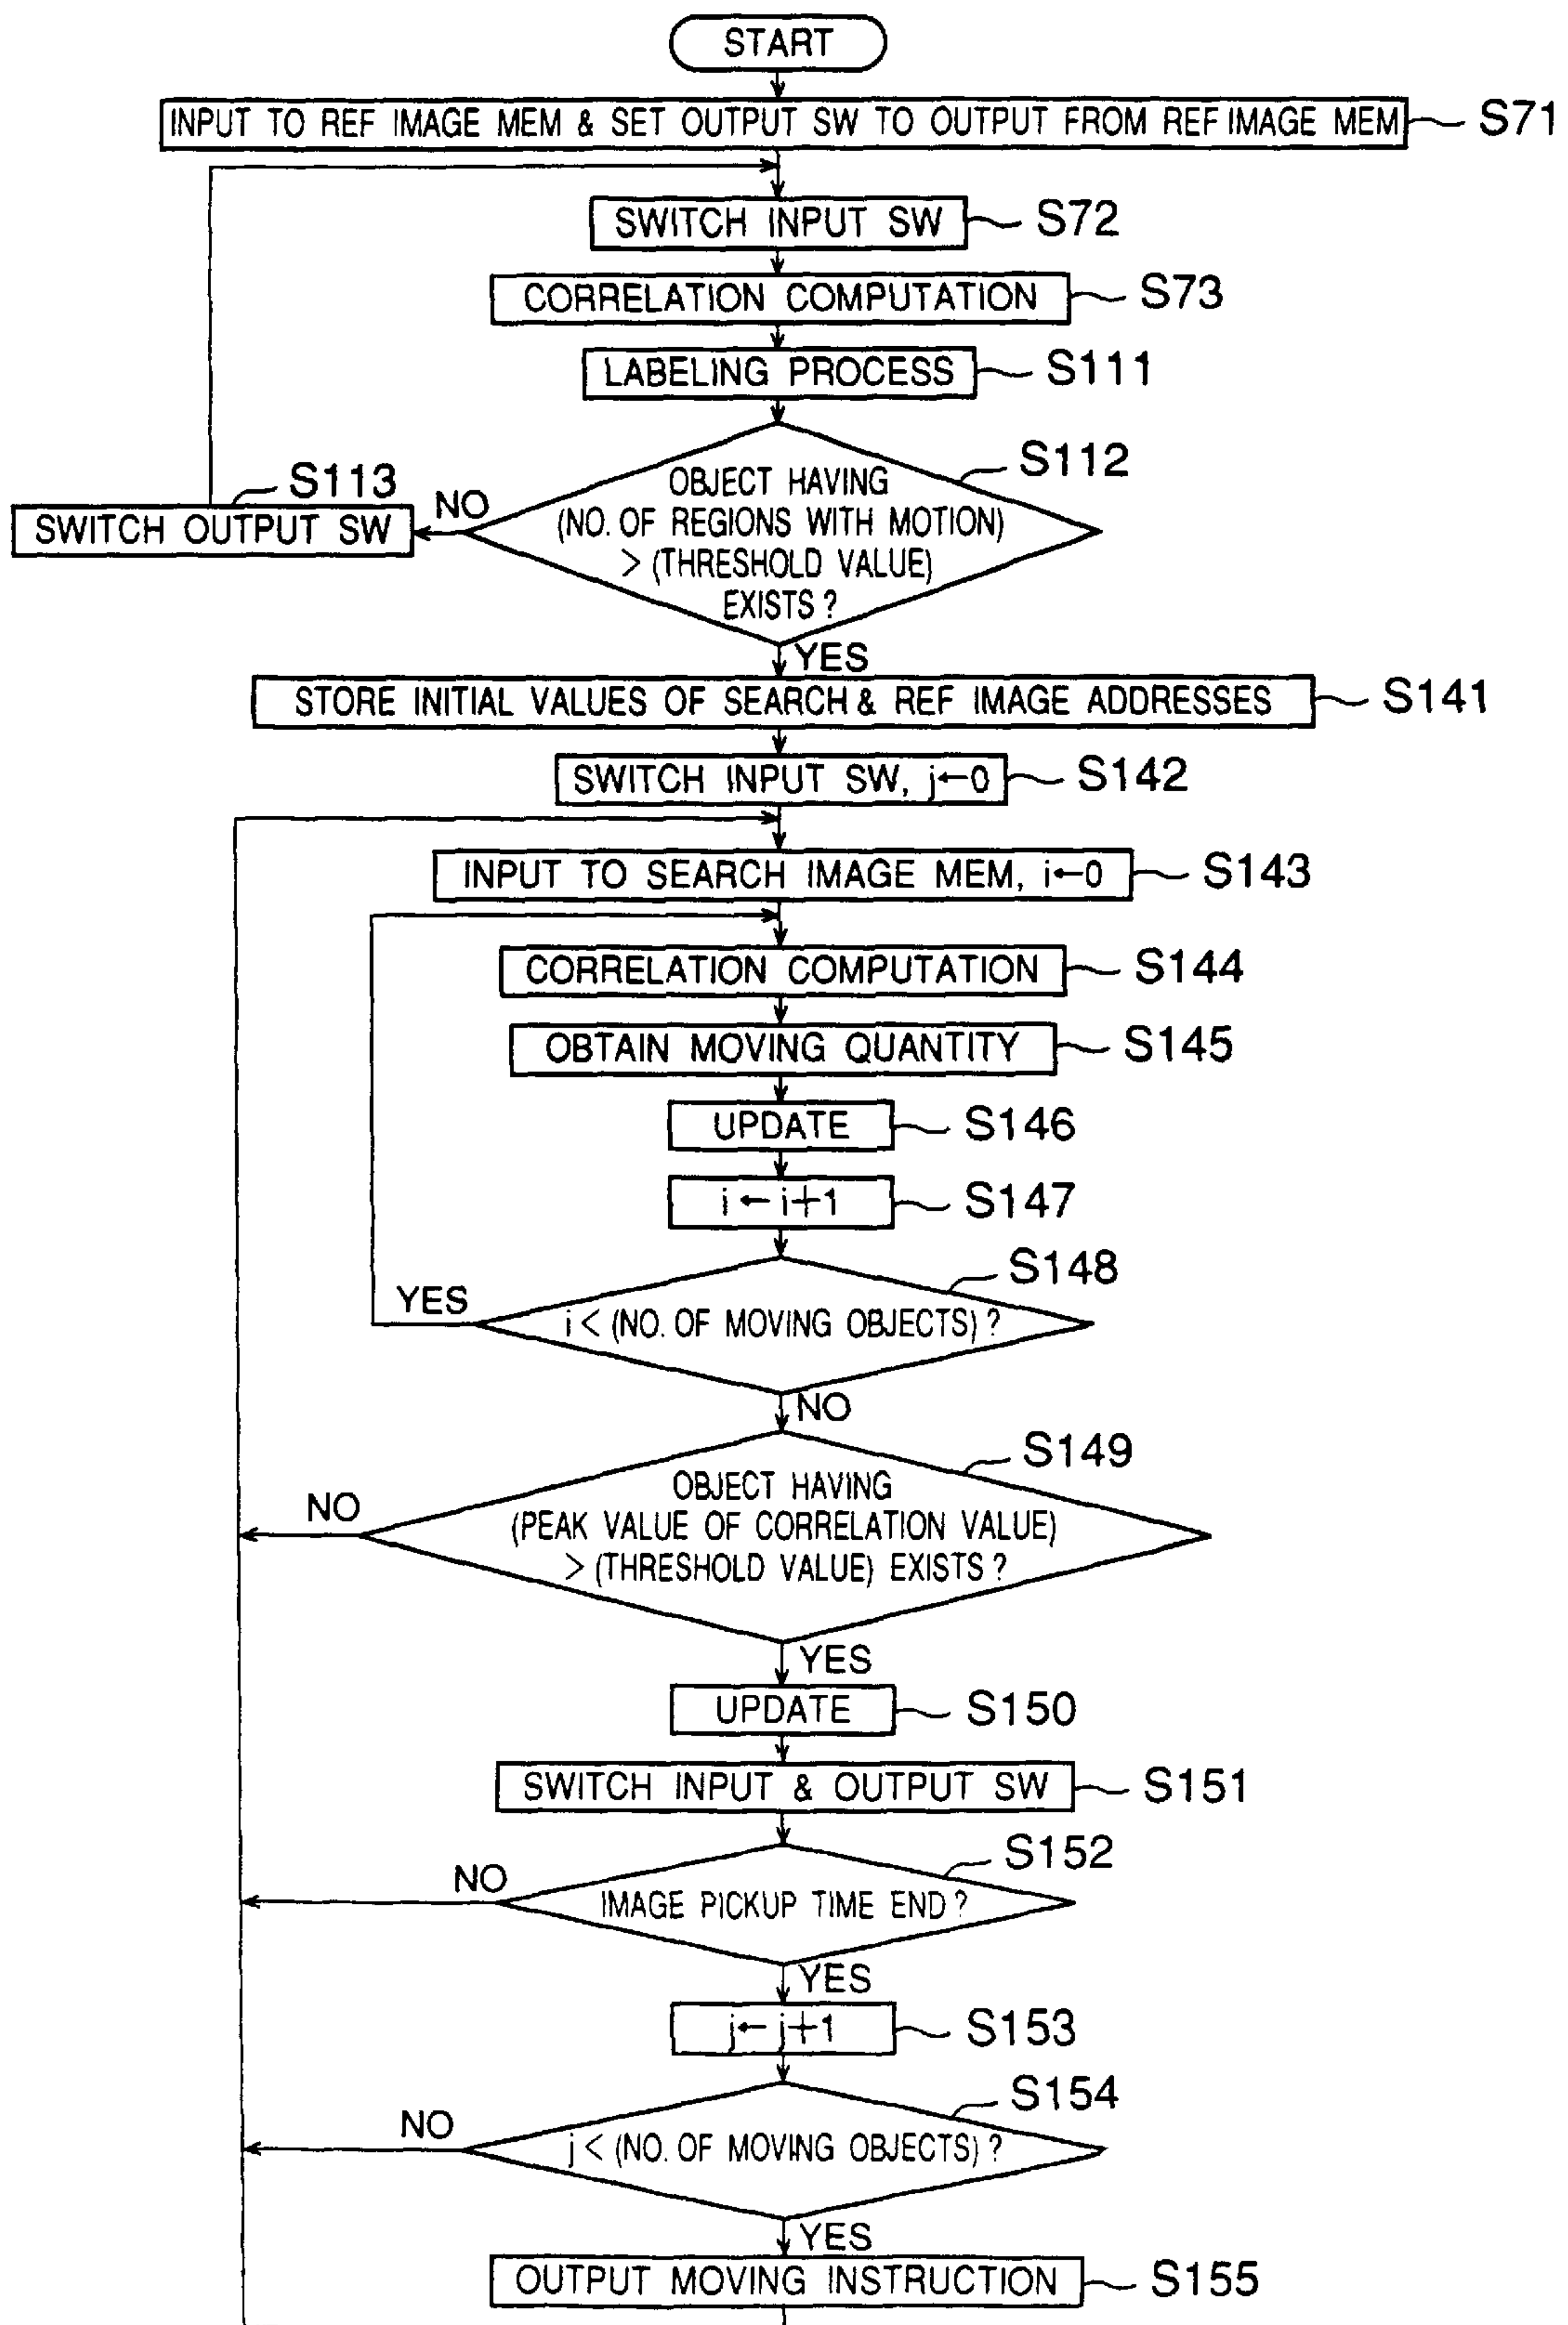 START
INPUT TO REF IMAGE MEM & SET OUTPUT SW TO OUTPUT FROM REF IMAGE MEM
S71
SWITCH INPUT SW
S72
CORRELATION COMPUTATION
S73
LABELING PROCESS
S111
OBJECT HAVING
(NO. OF REGIONS WITH MOTION)
> (THRESHOLD VALUE)
EXISTS?
S112
NO
S113
SWITCH OUTPUT SW
YES
STORE INITIAL VALUES OF SEARCH & REF IMAGE ADDRESSES
S141
SWITCH INPUT SW, j←0
S142
INPUT TO SEARCH IMAGE MEM, i←0
S143
CORRELATION COMPUTATION
S144
OBTAIN MOVING QUANTITY
S145
UPDATE
S146
i←i+1
S147
i < (NO. OF MOVING OBJECTS)?
S148
YES
NO
OBJECT HAVING
(PEAK VALUE OF CORRELATION VALUE)
> (THRESHOLD VALUE) EXISTS?
S149
NO
YES
UPDATE
S150
SWITCH INPUT & OUTPUT SW
S151
IMAGE PICKUP TIME END?
S152
NO
YES
j←j+1
S153
j < (NO. OF MOVING OBJECTS)?
S154
NO
YES
OUTPUT MOVING INSTRUCTION
S155